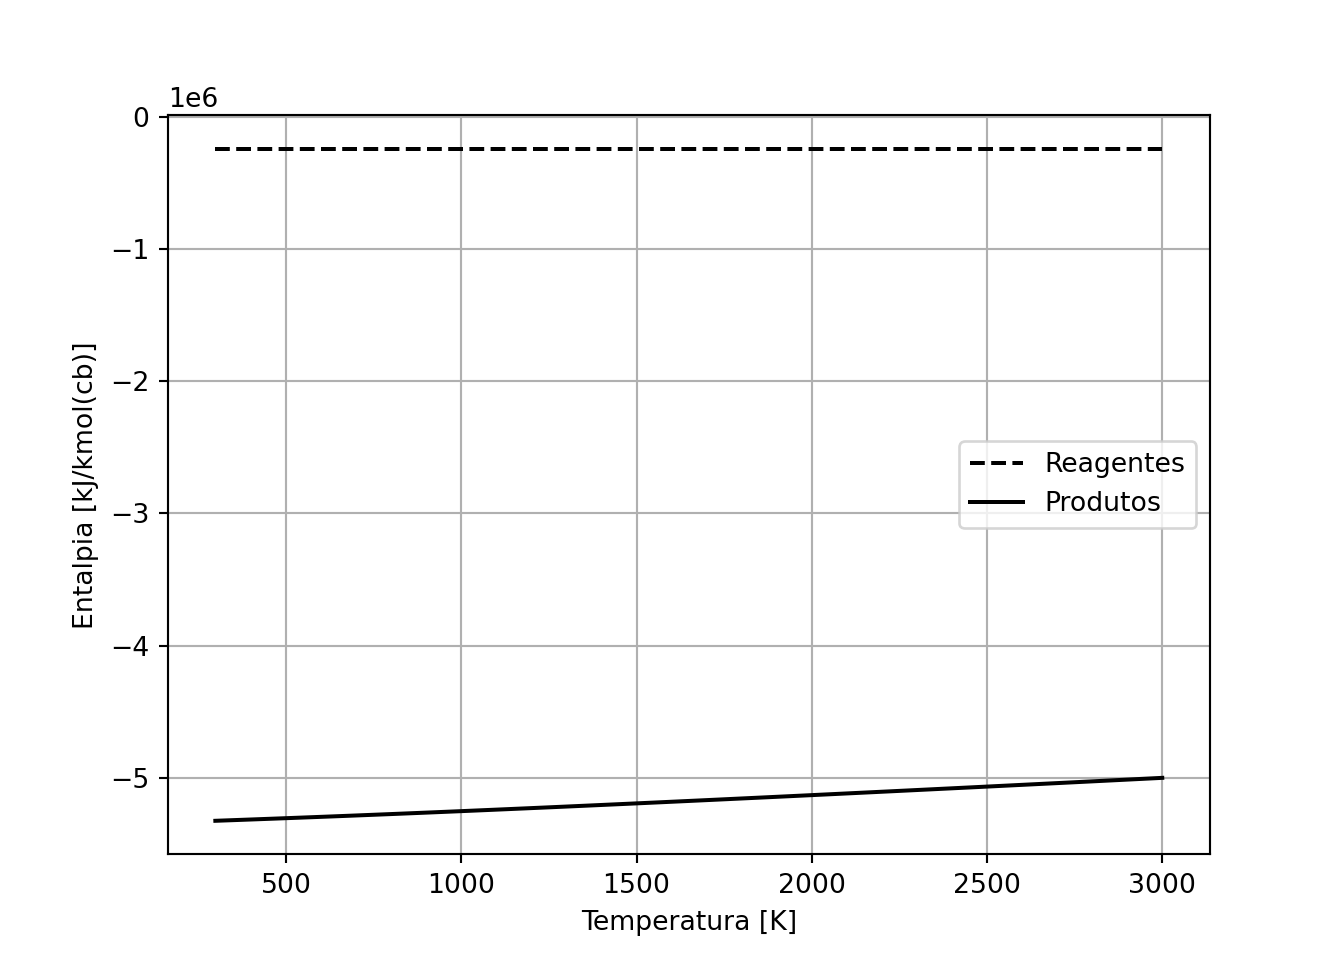 1e6
0
−1
−2
−3
−4
−5
Entalpia [kJ/kmol(cb)]
Reagentes
Produtos
500 1000 1500 2000 2500 3000
Temperatura [K]